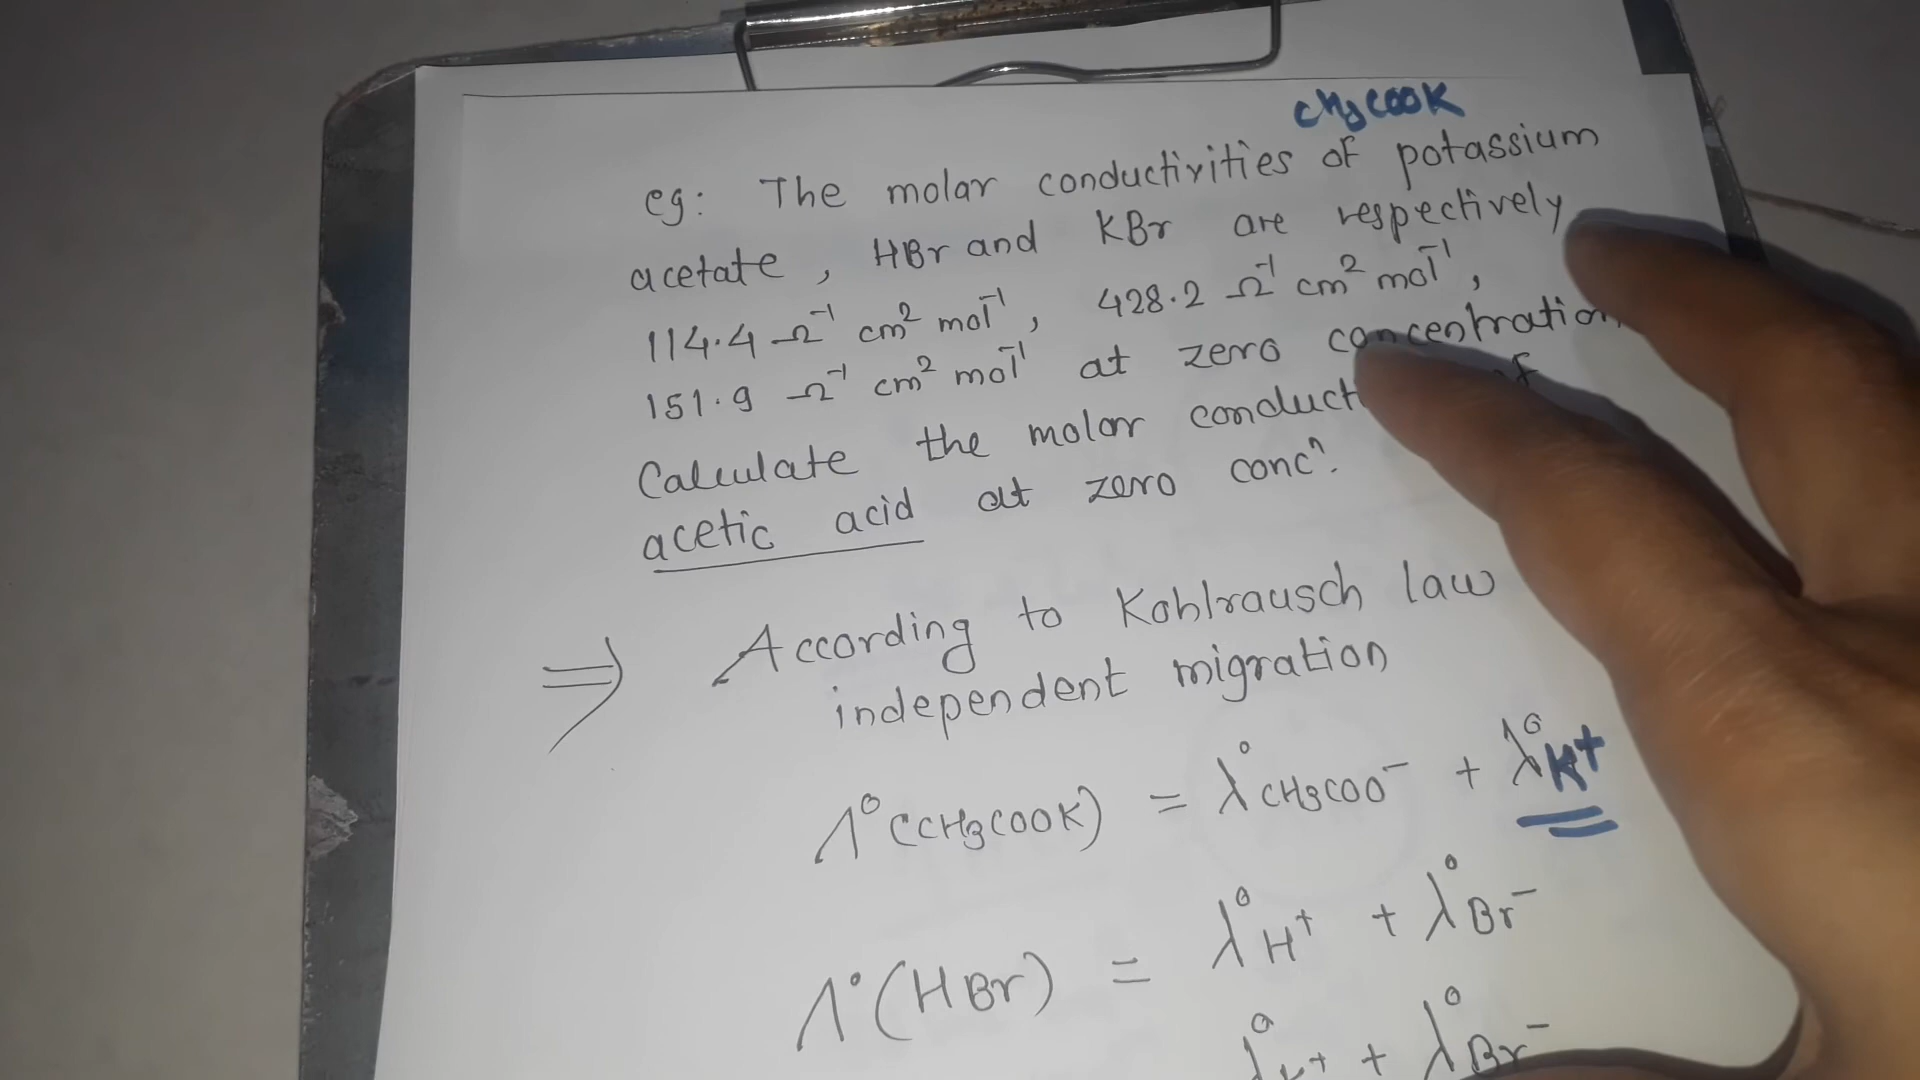 CH3COOK
eg: The molar conductivities of potassium
acetate, HBr and KBr are respectively
114.4 Ω⁻¹ cm² mol⁻¹, 428.2 Ω⁻¹ cm² mol⁻¹,
151.9 Ω⁻¹ cm² mol⁻¹ at zero concentration
Calculate the molar conduct of
acetic acid at zero concⁿ.
⇒ According to Kohlrausch law
independent migration
Λ°(CH3COOK) = λ°CH3COO⁻ + λ°K+
Λ°(HBr) = λ°H⁺ + λ°Br⁻
λ°K⁺ + λ°Br⁻